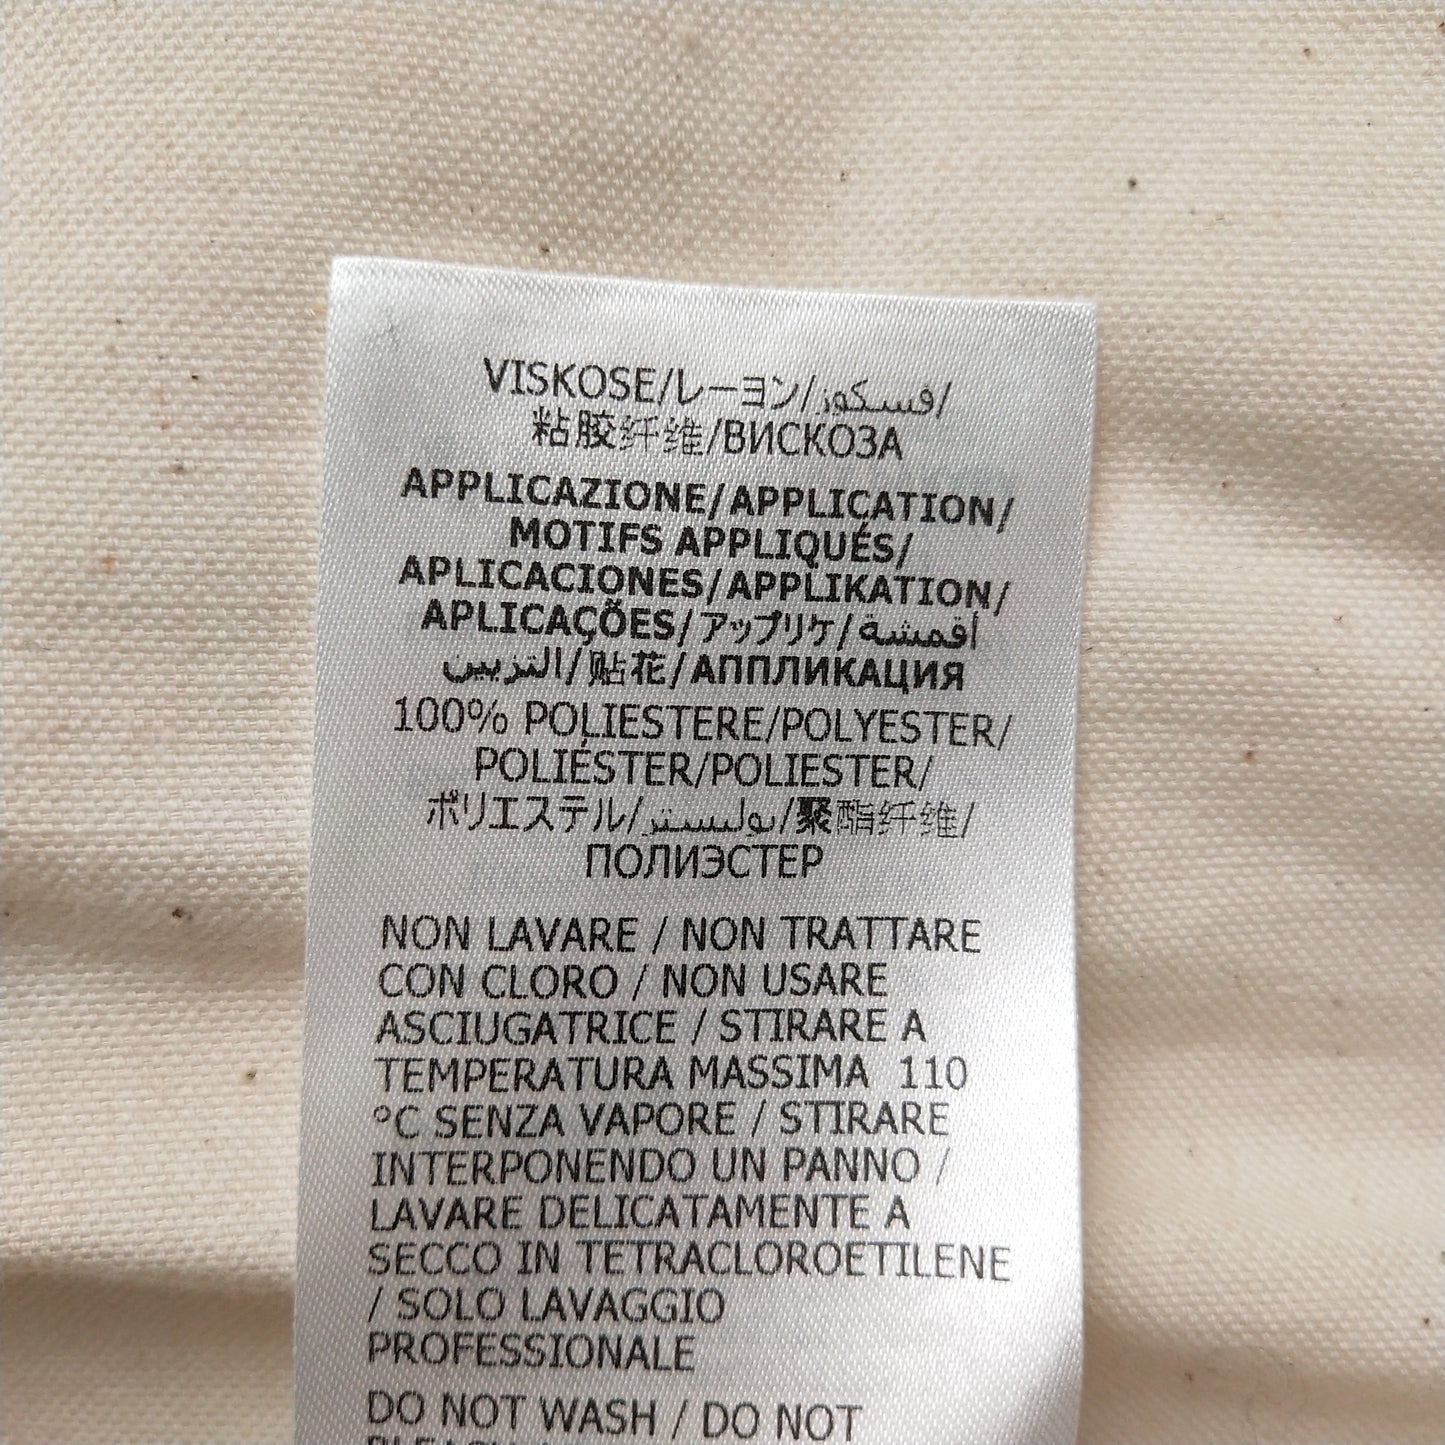 VISKOSE/レーヨン/فسكوز/
粘胶纤维/ВИСКОЗА
APPLICAZIONE/APPLICATION/
MOTIFS APPLIQUÉS/
APLICACIONES/APPLIKATION/
APLICAÇÕES/アップリケ/أقمشة
التزيين/贴花/АППЛИКАЦИЯ
100% POLIESTERE/POLYESTER/
POLIÉSTER/POLIESTER/
ポリエステル/بوليستر/聚酯纤维/
ПОЛИЭСТЕР
NON LAVARE / NON TRATTARE
CON CLORO / NON USARE
ASCIUGATRICE / STIRARE A
TEMPERATURA MASSIMA 110
°C SENZA VAPORE / STIRARE
INTERPONENDO UN PANNO /
LAVARE DELICATAMENTE A
SECCO IN TETRACLOROETILENE
/ SOLO LAVAGGIO
PROFESSIONALE
DO NOT WASH / DO NOT